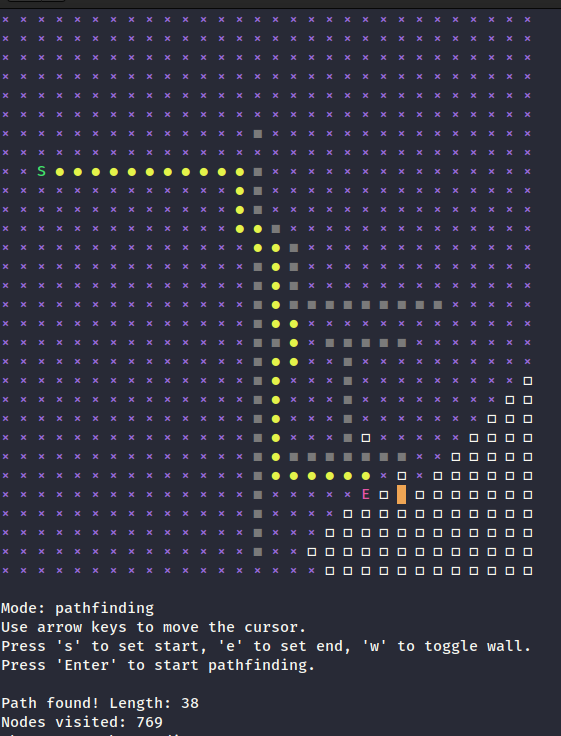 S
E
Mode: pathfinding
Use arrow keys to move the cursor.
Press 's' to set start, 'e' to set end, 'w' to toggle wall.
Press 'Enter' to start pathfinding.
Path found! Length: 38
Nodes visited: 769